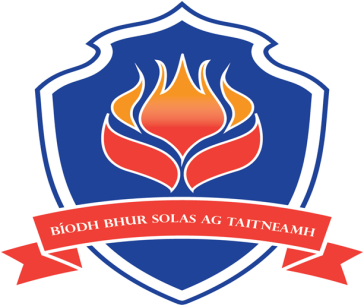 BÍODH BHUR SOLAS AG TAITNEAMH